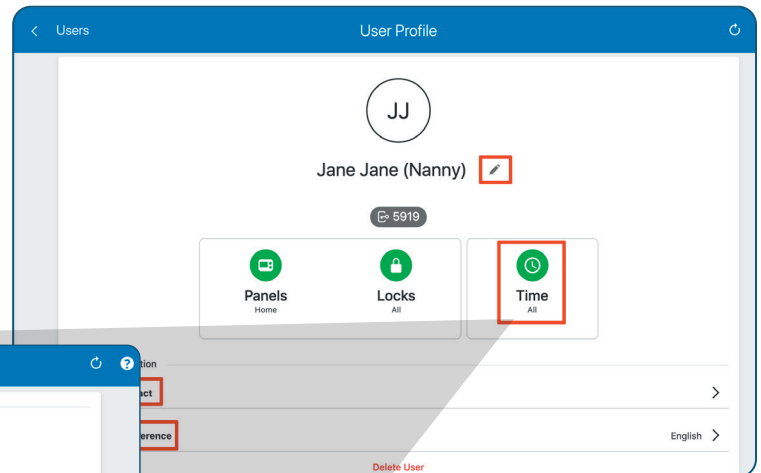 Users
User Profile
JJ
Jane Jane (Nanny)
5919
Panels
Home
Locks
All
Time
All
tion
act
erence
English
Delete User
?